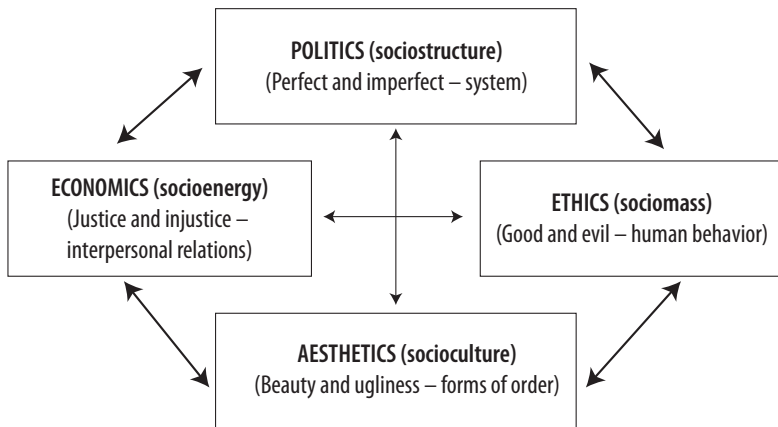 POLITICS (sociostructure)
(Perfect and imperfect – system)
ECONOMICS (socioenergy)
(Justice and injustice –
interpersonal relations)
ETHICS (sociomass)
(Good and evil – human behavior)
AESTHETICS (socioculture)
(Beauty and ugliness – forms of order)